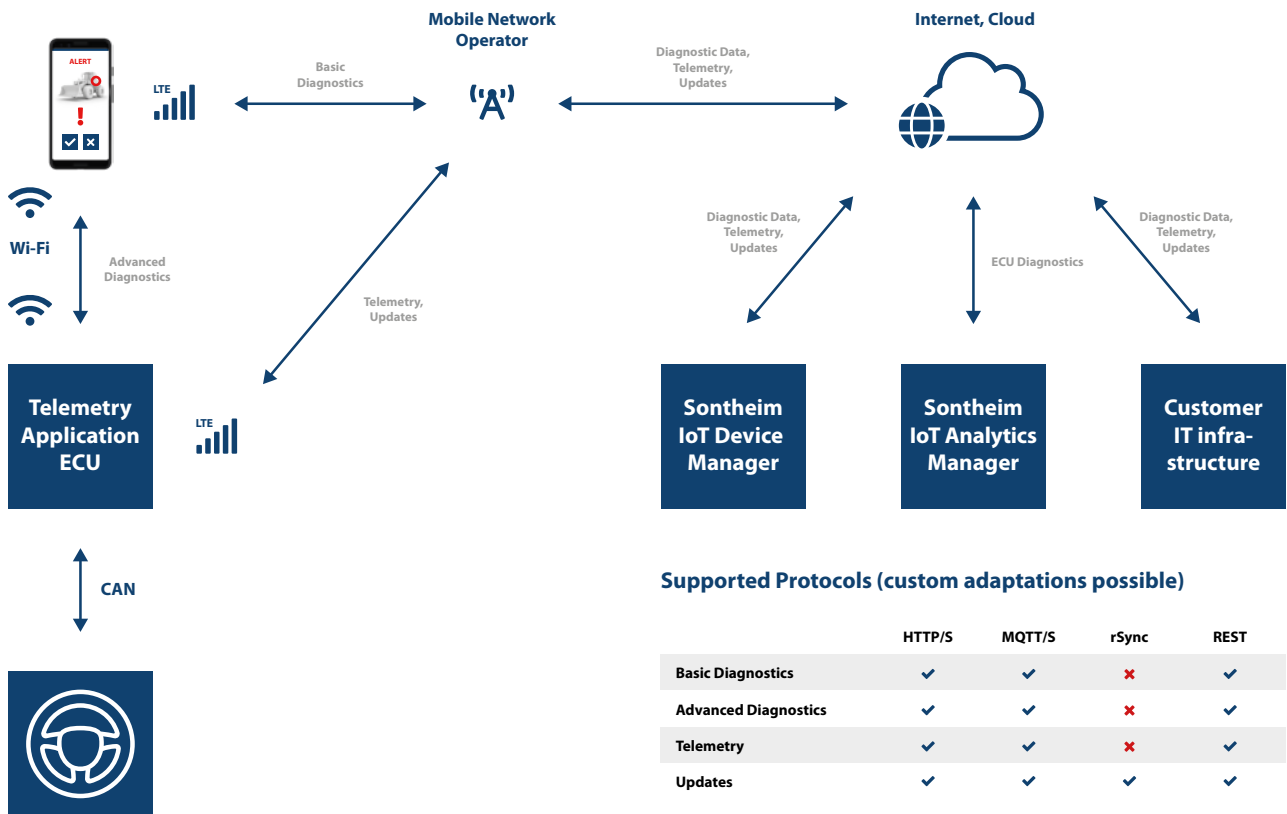 Mobile Network
Operator
Internet, Cloud
ALERT
LTE
Basic
Diagnostics
Diagnostic Data,
Telemetry,
Updates
Wi-Fi
Advanced
Diagnostics
Telemetry,
Updates
Diagnostic Data,
Telemetry,
Updates
ECU Diagnostics
Diagnostic Data,
Telemetry,
Updates
Telemetry
Application
ECU
LTE
Sontheim
IoT Device
Manager
Sontheim
IoT Analytics
Manager
Customer
IT infra-
structure
CAN
Supported Protocols (custom adaptations possible)
HTTP/S MQTT/S rSync REST
Basic Diagnostics
Advanced Diagnostics
Telemetry
Updates